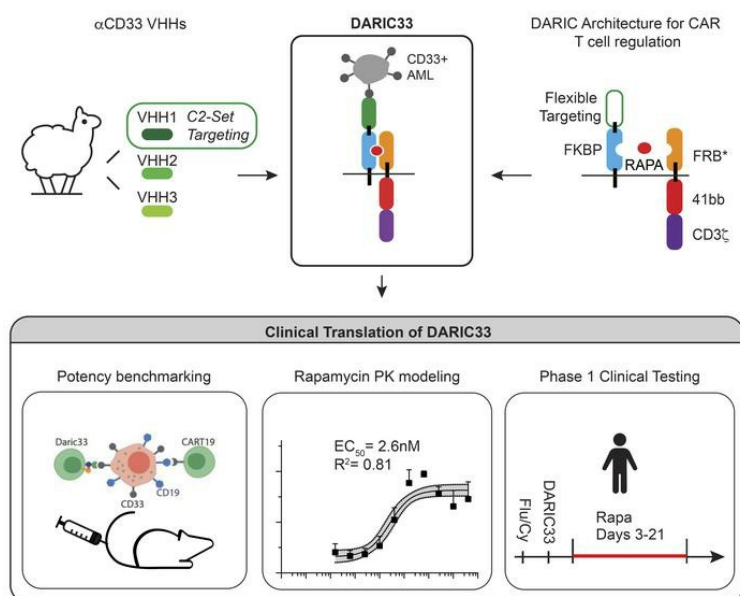 αCD33 VHHs
VHH1
C2-Set
Targeting
VHH2
VHH3
DARIC33
CD33+
AML
DARIC Architecture for CAR
T cell regulation
Flexible
Targeting
FKBP
RAPA
FRB*
41bb
CD3ζ
Clinical Translation of DARIC33
Potency benchmarking
Daric33
CART19
CD19
CD33
Rapamycin PK modeling
EC50= 2.6nM
R²= 0.81
Phase 1 Clinical Testing
Flu/Cy
DARIC33
Rapa
Days 3-21